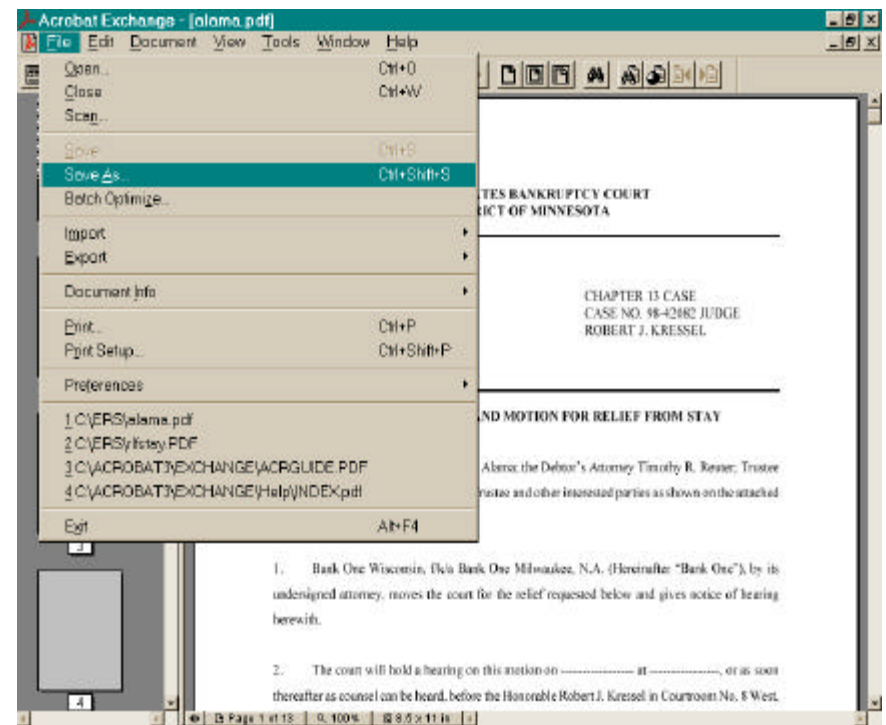 Acrobat Exchange - [alama.pdf]
File Edit Document View Tools Window Help
Open... Ctrl+O
Close Ctrl+W
Scan...
Save Ctrl+S
Save As... Ctrl+Shift+S
Batch Optimize...
Import
Export
Document Info
Print... Ctrl+P
Print Setup... Ctrl+Shift+P
Preferences
1 C:\ERS\alama.pdf
2 C:\ERS\rlfstay.PDF
3 C:\ACROBAT3\EXCHANGE\ACRGUIDE.PDF
4 C:\ACROBAT3\EXCHANGE\Help\INDEX.pdf
Exit Alt+F4
TES BANKRUPTCY COURT
RICT OF MINNESOTA
CHAPTER 13 CASE
CASE NO. 98-42082 JUDGE
ROBERT J. KRESSEL
AND MOTION FOR RELIEF FROM STAY
Alama; the Debtor's Attorney Timothy R. Reuter; Trustee
rustee and other interested parties as shown on the attached
1. Bank One Wisconsin, f/k/a Bank One Milwaukee, N.A. (Hereinafter "Bank One"), by its
undersigned attorney, moves the court for the relief requested below and gives notice of hearing
herewith.
2. The court will hold a hearing on this motion on ------------------ at ----------------, or as soon
thereafter as counsel can be heard, before the Honorable Robert J. Kressel in Courtroom No. 8 West,
3
4
Page 1 of 13 100% 8.5 x 11 in